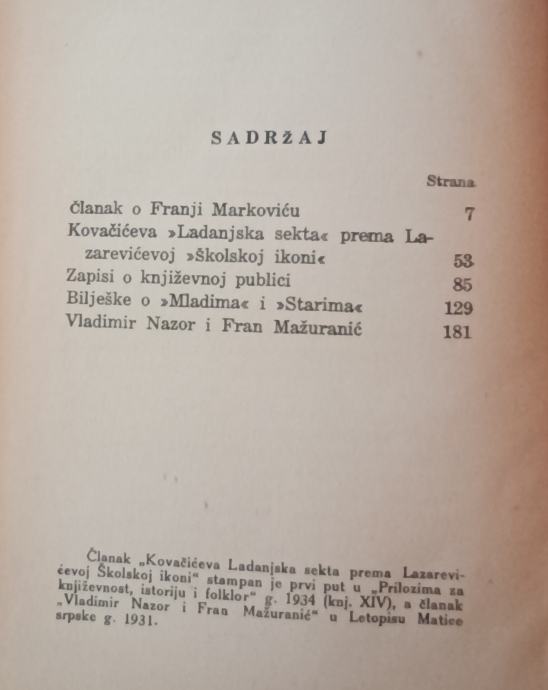 SADRŽAJ
Strana
Članak o Franji Markoviću 7
Kovačićeva »Ladanjska sekta« prema La-
zarevićevoj »Školskoj ikoni« 53
Zapisi o književnoj publici 85
Bilješke o »Mladima« i »Starima« 129
Vladimir Nazor i Fran Mažuranić 181
Članak „Kovačićeva Ladanjska sekta prema Lazarevi-
ćevoj Školskoj ikoni“ stampan je prvi put u „Prilozima za
književnost, istoriju i folklor“ g. 1934 (knj. XIV), a članak
„Vladimir Nazor i Fran Mažuranić“ u Letopisu Matice
srpske g. 1931.